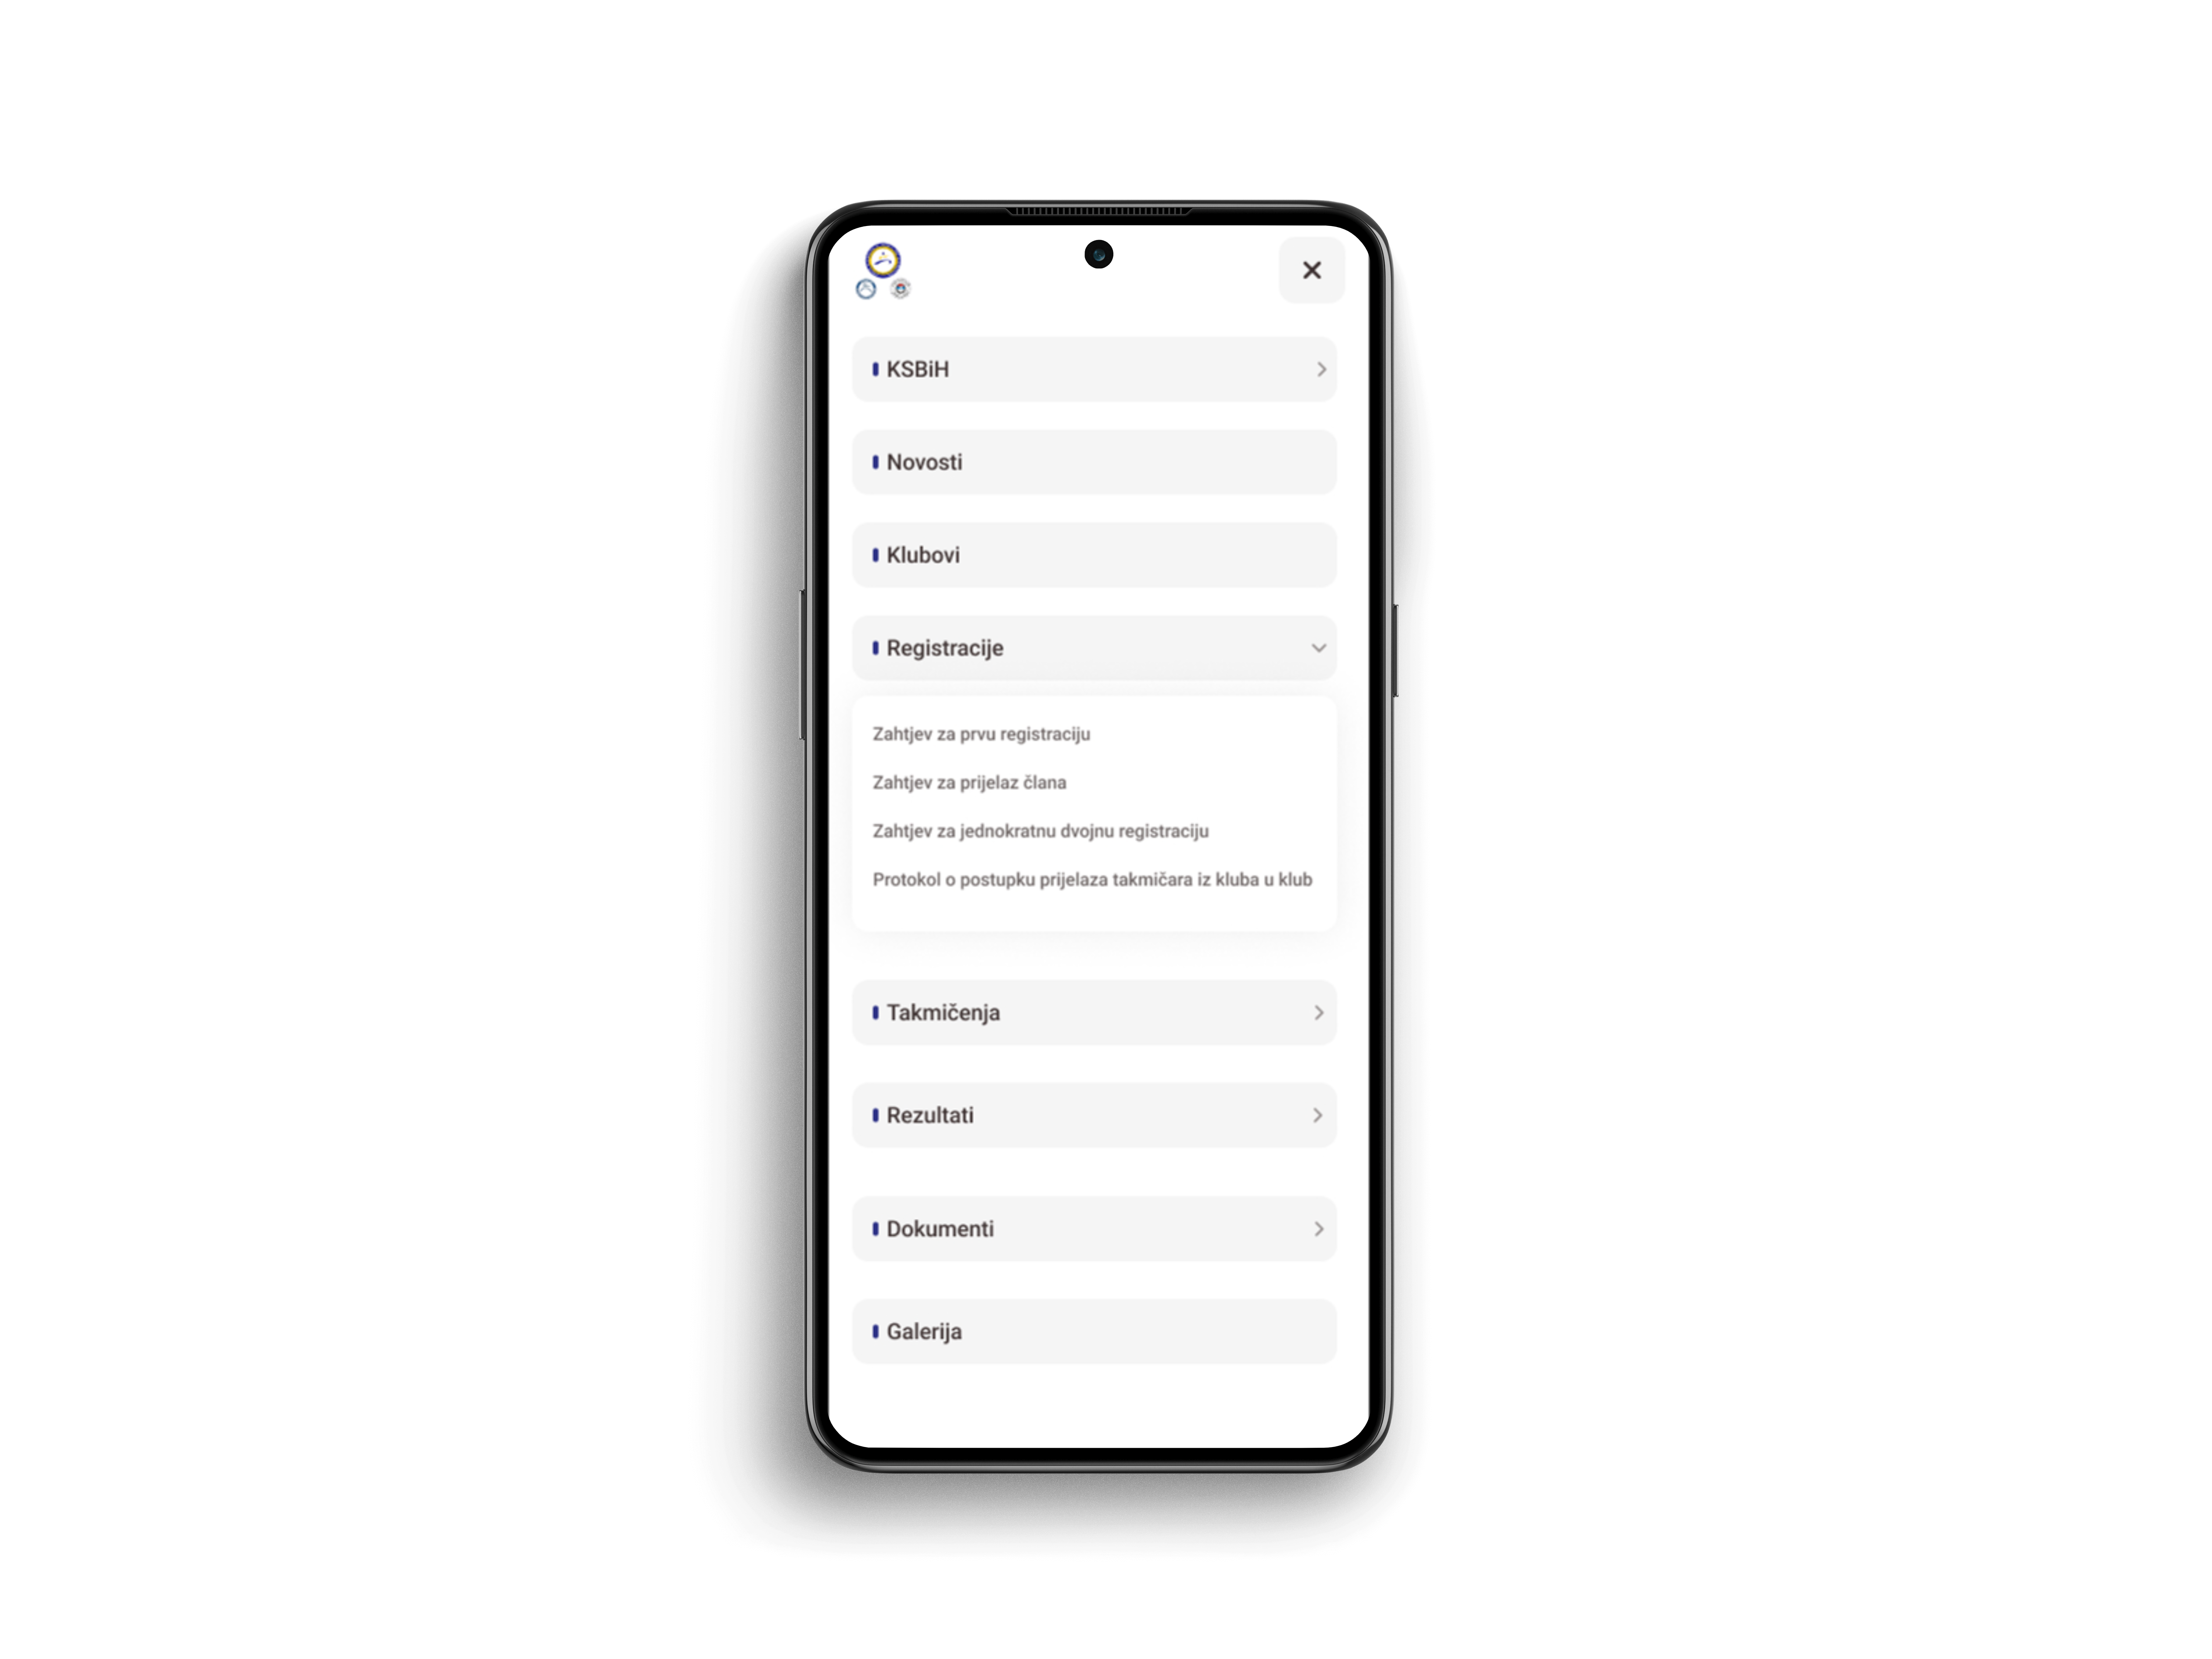 KSBiH
Novosti
Klubovi
Registracije
Zahtjev za prvu registraciju
Zahtjev za prijelaz člana
Zahtjev za jednokratnu dvojnu registraciju
Protokol o postupku prijelaza takmičara iz kluba u klub
Takmičenja
Rezultati
Dokumenti
Galerija